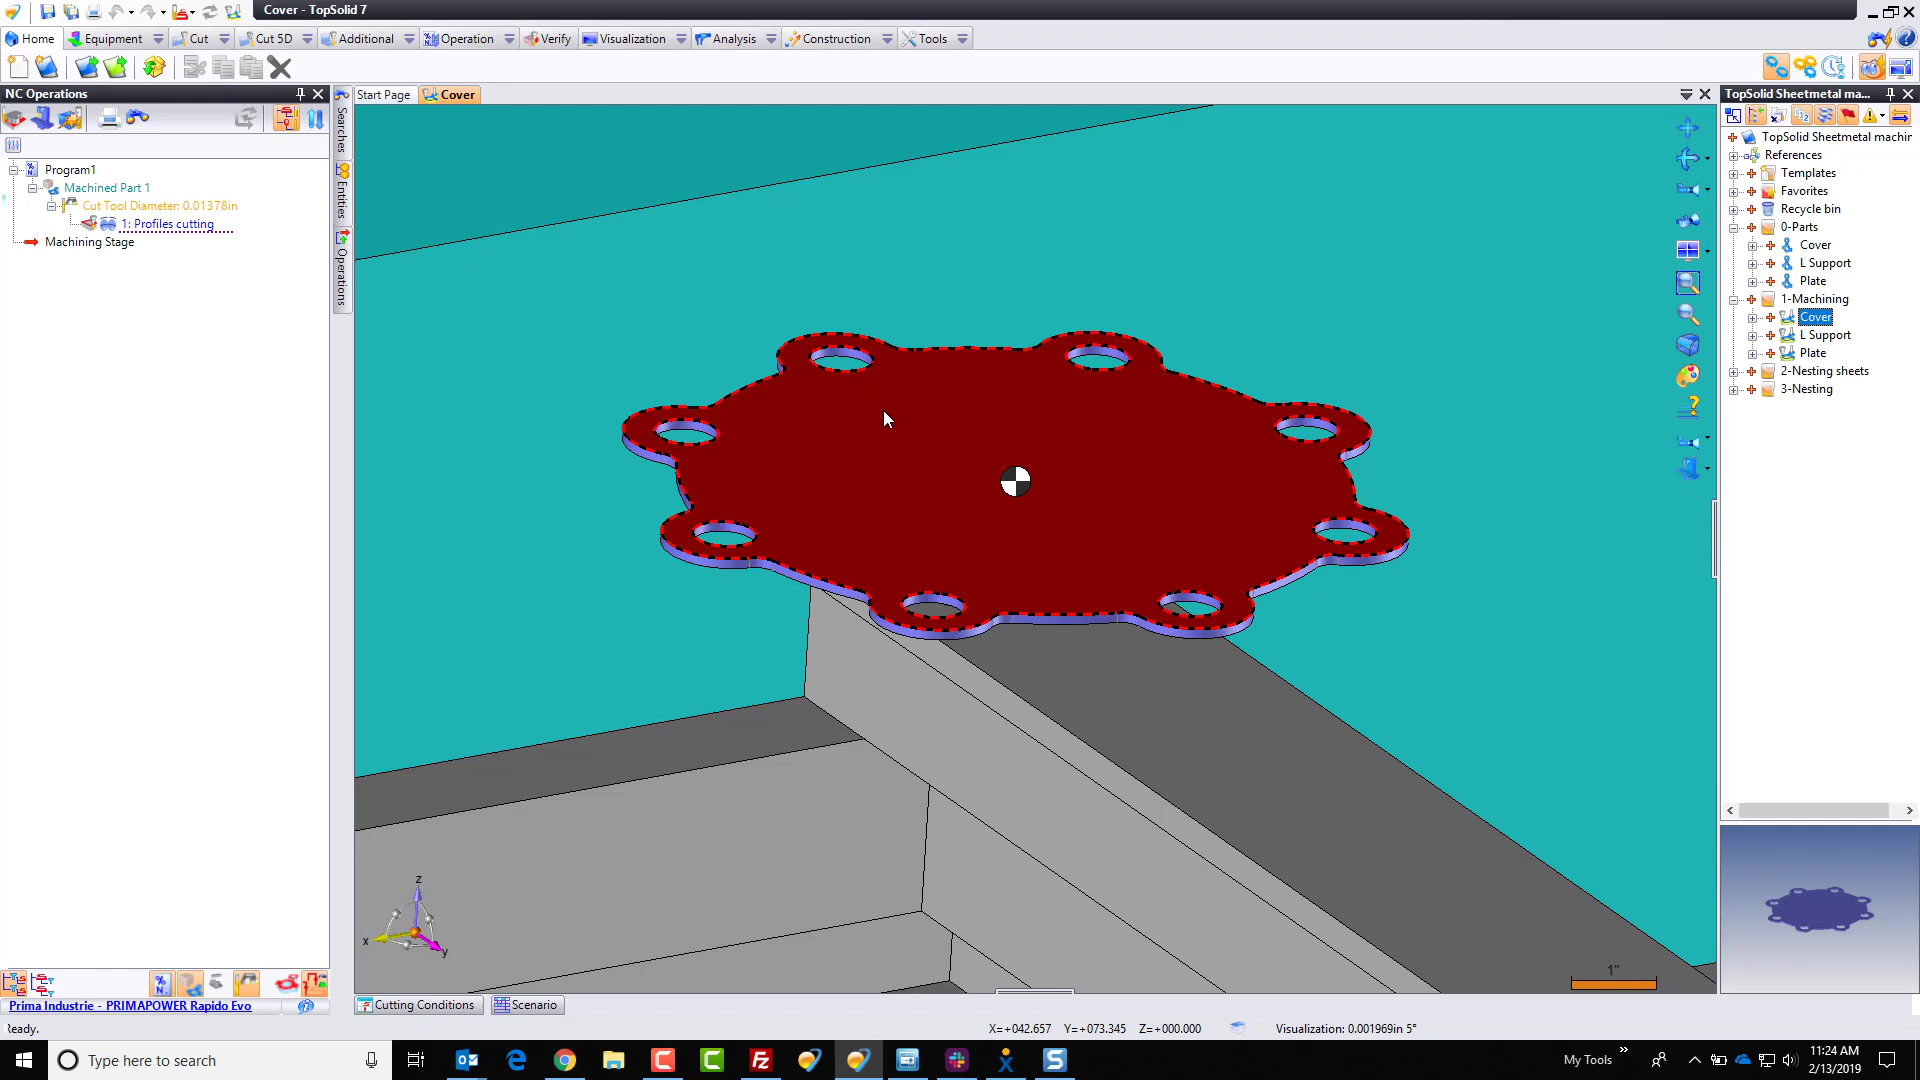 Cover - TopSolid 7
Home
Equipment
Cut
Cut 5D
Additional
Operation
Verify
Visualization
Analysis
Construction
Tools
NC Operations
Program1
Machined Part 1
Cut Tool Diameter: 0.01378in
1: Profiles cutting
Machining Stage
Searches
Entities
Operations
Start Page
Cover
z
x
y
1"
TopSolid Sheetmetal ma...
TopSolid Sheetmetal machin
References
Templates
Favorites
Recycle bin
0-Parts
Cover
L Support
Plate
1-Machining
Cover
L Support
Plate
2-Nesting sheets
3-Nesting
Prima Industrie - PRIMAPOWER Rapido Evo
Cutting Conditions
Scenario
Ready.
X=+042.657 Y=+073.345 Z=+000.000
Visualization: 0.001969in 5°
Type here to search
My Tools
11:24 AM
2/13/2019